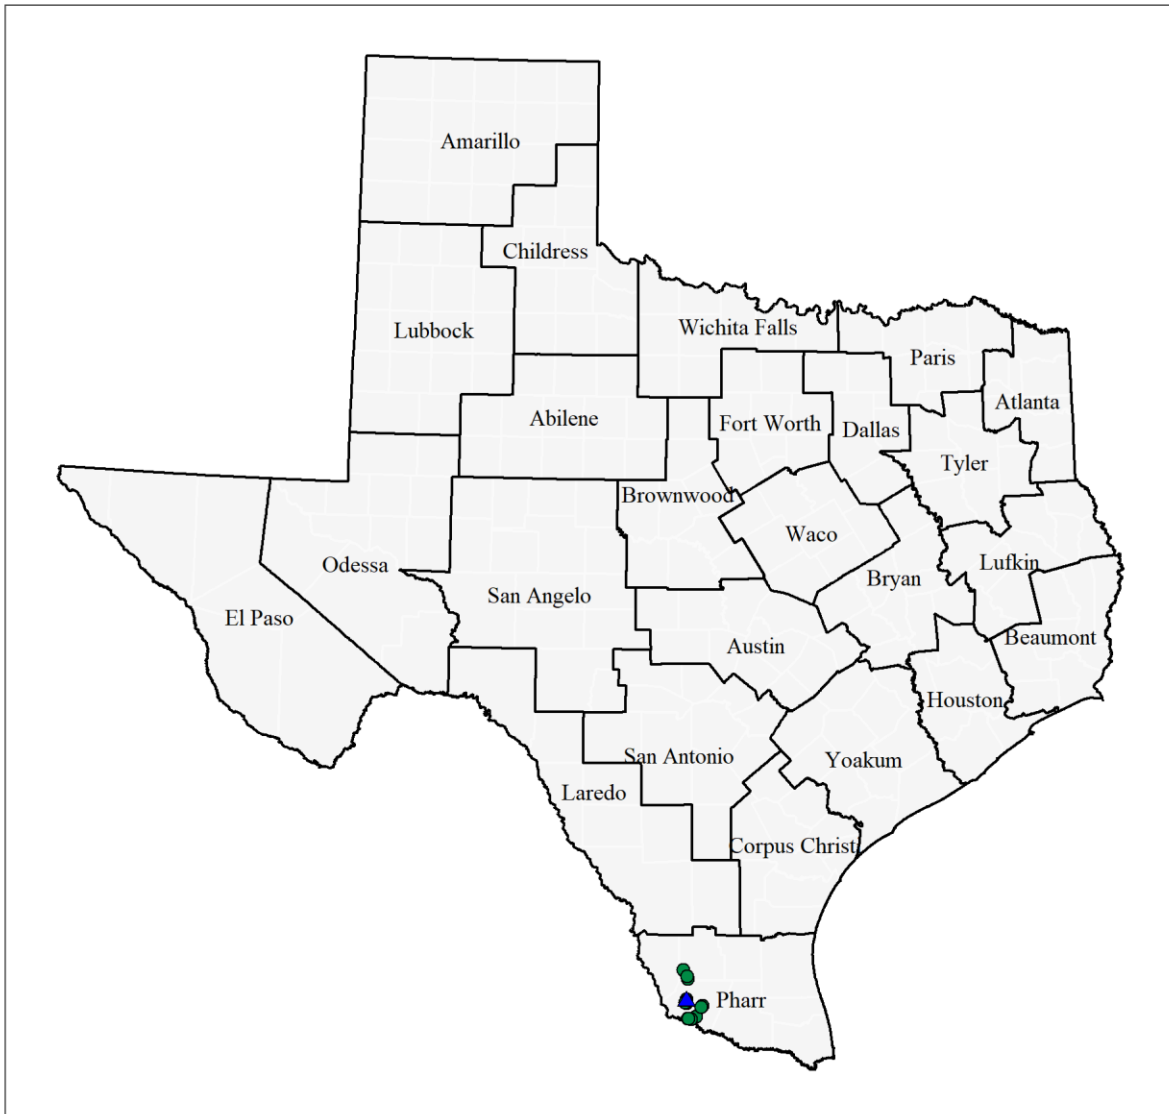 Amarillo
Childress
Lubbock
Wichita Falls
Paris
Atlanta
Abilene
Fort Worth
Dallas
Tyler
Brownwood
Waco
Odessa
Lufkin
Bryan
San Angelo
El Paso
Beaumont
Austin
Houston
San Antonio
Yoakum
Laredo
Corpus Christ
Pharr